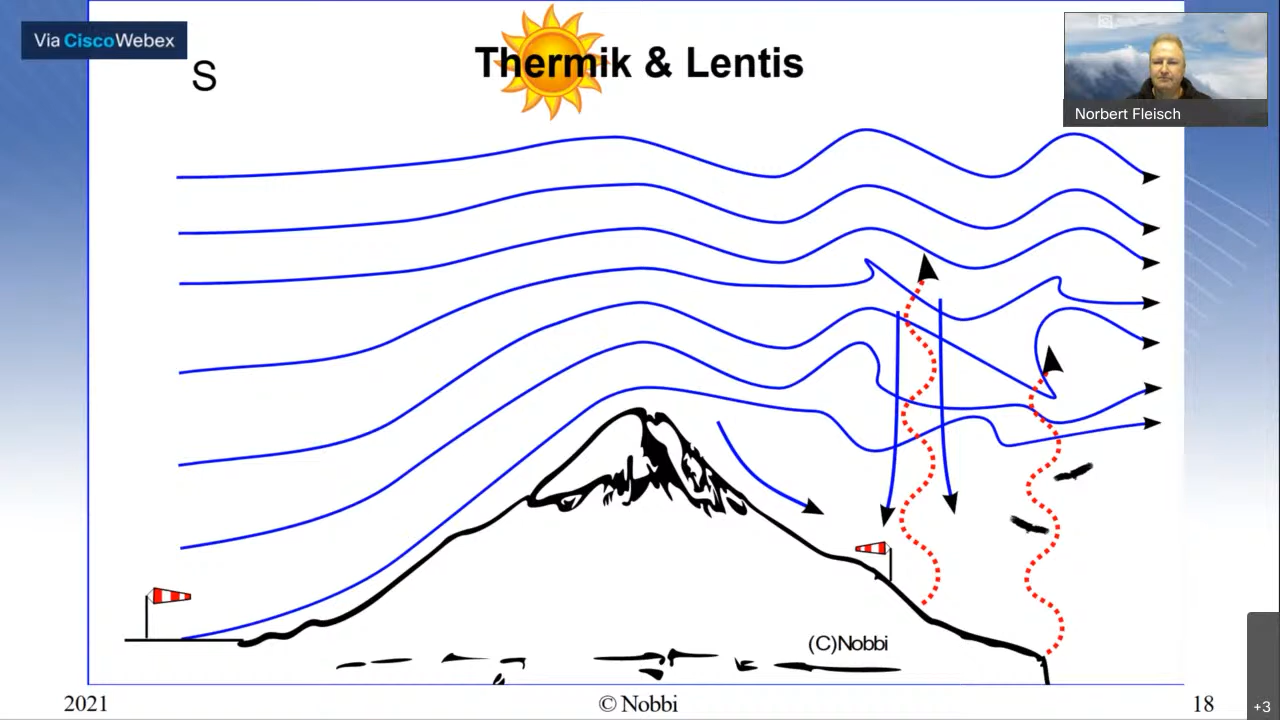 Via CiscoWebex
S
Thermik & Lentis
Norbert Fleisch
(C)Nobbi
2021
© Nobbi
18
+3